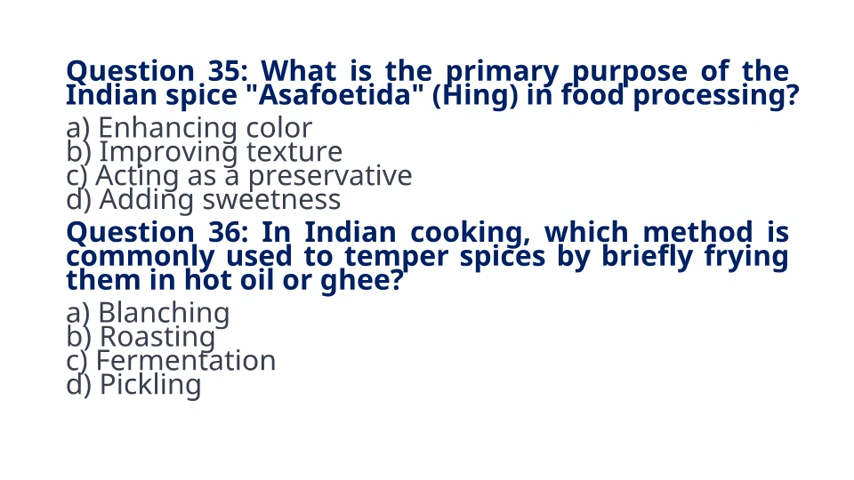 Question 35: What is the primary purpose of the
Indian spice "Asafoetida" (Hing) in food processing?
a) Enhancing color
b) Improving texture
c) Acting as a preservative
d) Adding sweetness
Question 36: In Indian cooking, which method is
commonly used to temper spices by briefly frying
them in hot oil or ghee?
a) Blanching
b) Roasting
c) Fermentation
d) Pickling